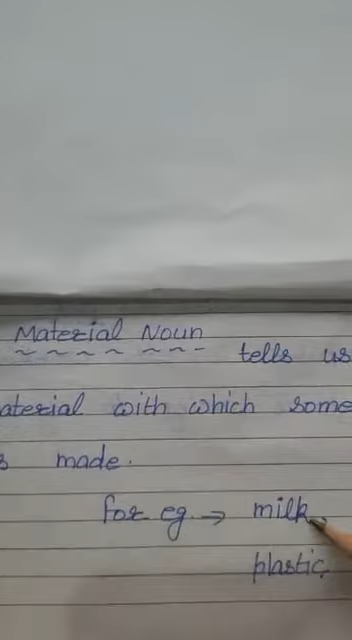 Material Noun
tells us
aterial with which some
s made.
for eg. → milk,
plastic,